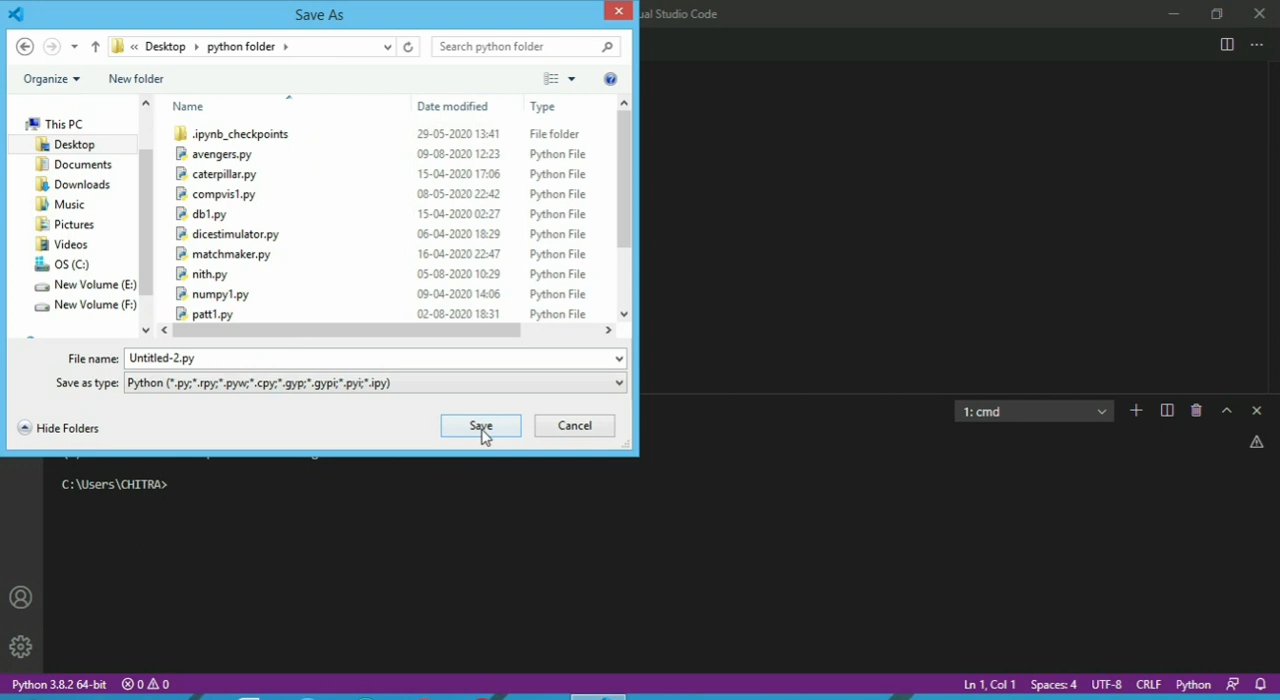 Save As
ual Studio Code
« Desktop › python folder ›
Search python folder
Organize
New folder
Name
Date modified
Type
This PC
Desktop
Documents
Downloads
Music
Pictures
Videos
OS (C:)
New Volume (E:)
New Volume (F:)
.ipynb_checkpoints 29-05-2020 13:41 File folder
avengers.py 09-08-2020 12:23 Python File
caterpillar.py 15-04-2020 17:06 Python File
compvis1.py 08-05-2020 22:42 Python File
db1.py 15-04-2020 02:27 Python File
dicestimulator.py 06-04-2020 18:29 Python File
matchmaker.py 16-04-2020 22:47 Python File
nith.py 05-08-2020 10:29 Python File
numpy1.py 09-04-2020 14:06 Python File
patt1.py 02-08-2020 18:31 Python File
File name: Untitled-2.py
Save as type: Python (*.py;*.rpy;*.pyw;*.cpy;*.gyp;*.gypi;*.pyi;*.ipy)
Hide Folders
Save
Cancel
1: cmd
C:\Users\CHITRA>
Python 3.8.2 64-bit
0
0
Ln 1, Col 1
Spaces: 4
UTF-8
CRLF
Python